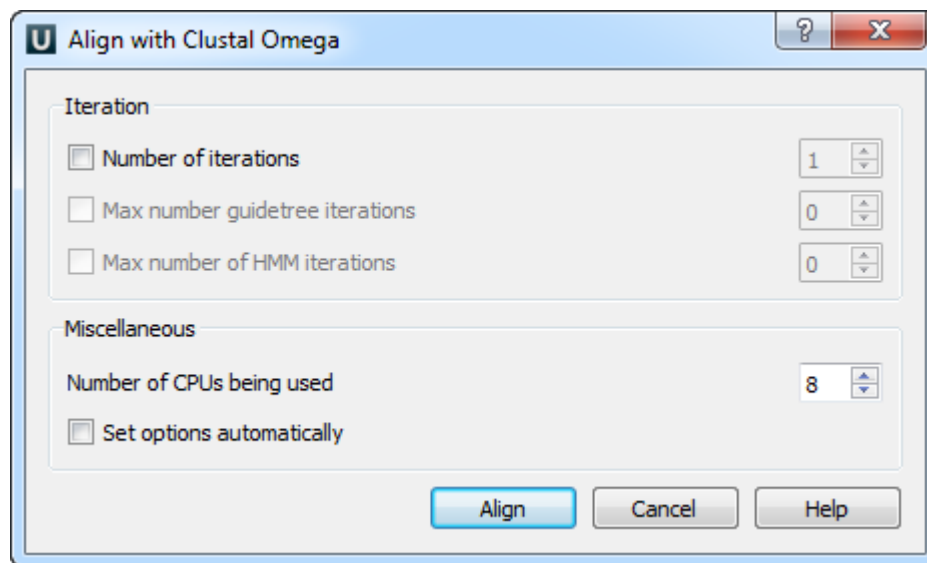 U Align with Clustal Omega ? X
Iteration
Number of iterations 1
Max number guidetree iterations 0
Max number of HMM iterations 0
Miscellaneous
Number of CPUs being used 8
Set options automatically
Align Cancel Help